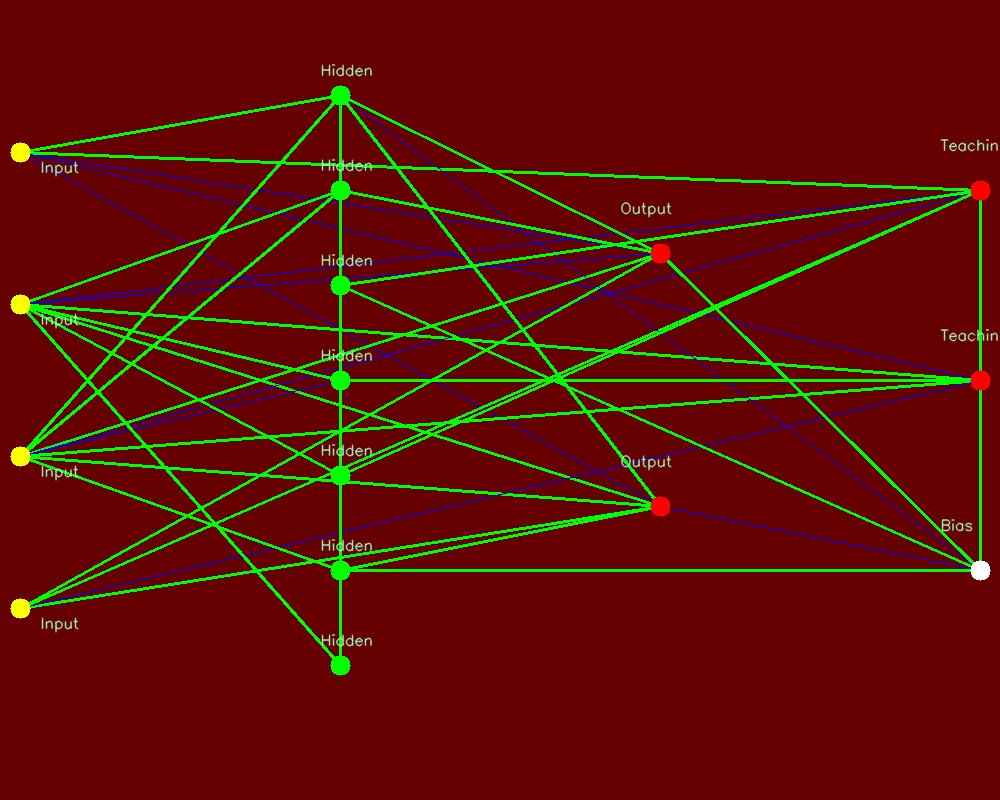 Hidden
Input
Hidden
Input
Hidden
Hidden
Input
Hidden
Hidden
Input
Hidden
Output
Output
Teachin
Teachin
Bias